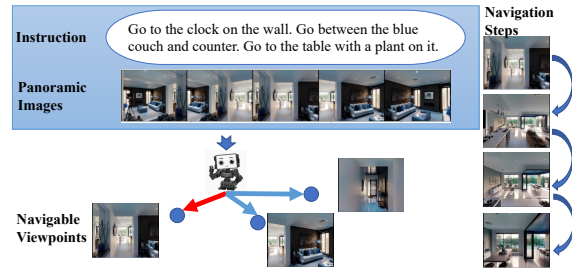 Instruction
Go to the clock on the wall. Go between the blue
couch and counter. Go to the table with a plant on it.
Panoramic
Images
Navigation
Steps
Navigable
Viewpoints